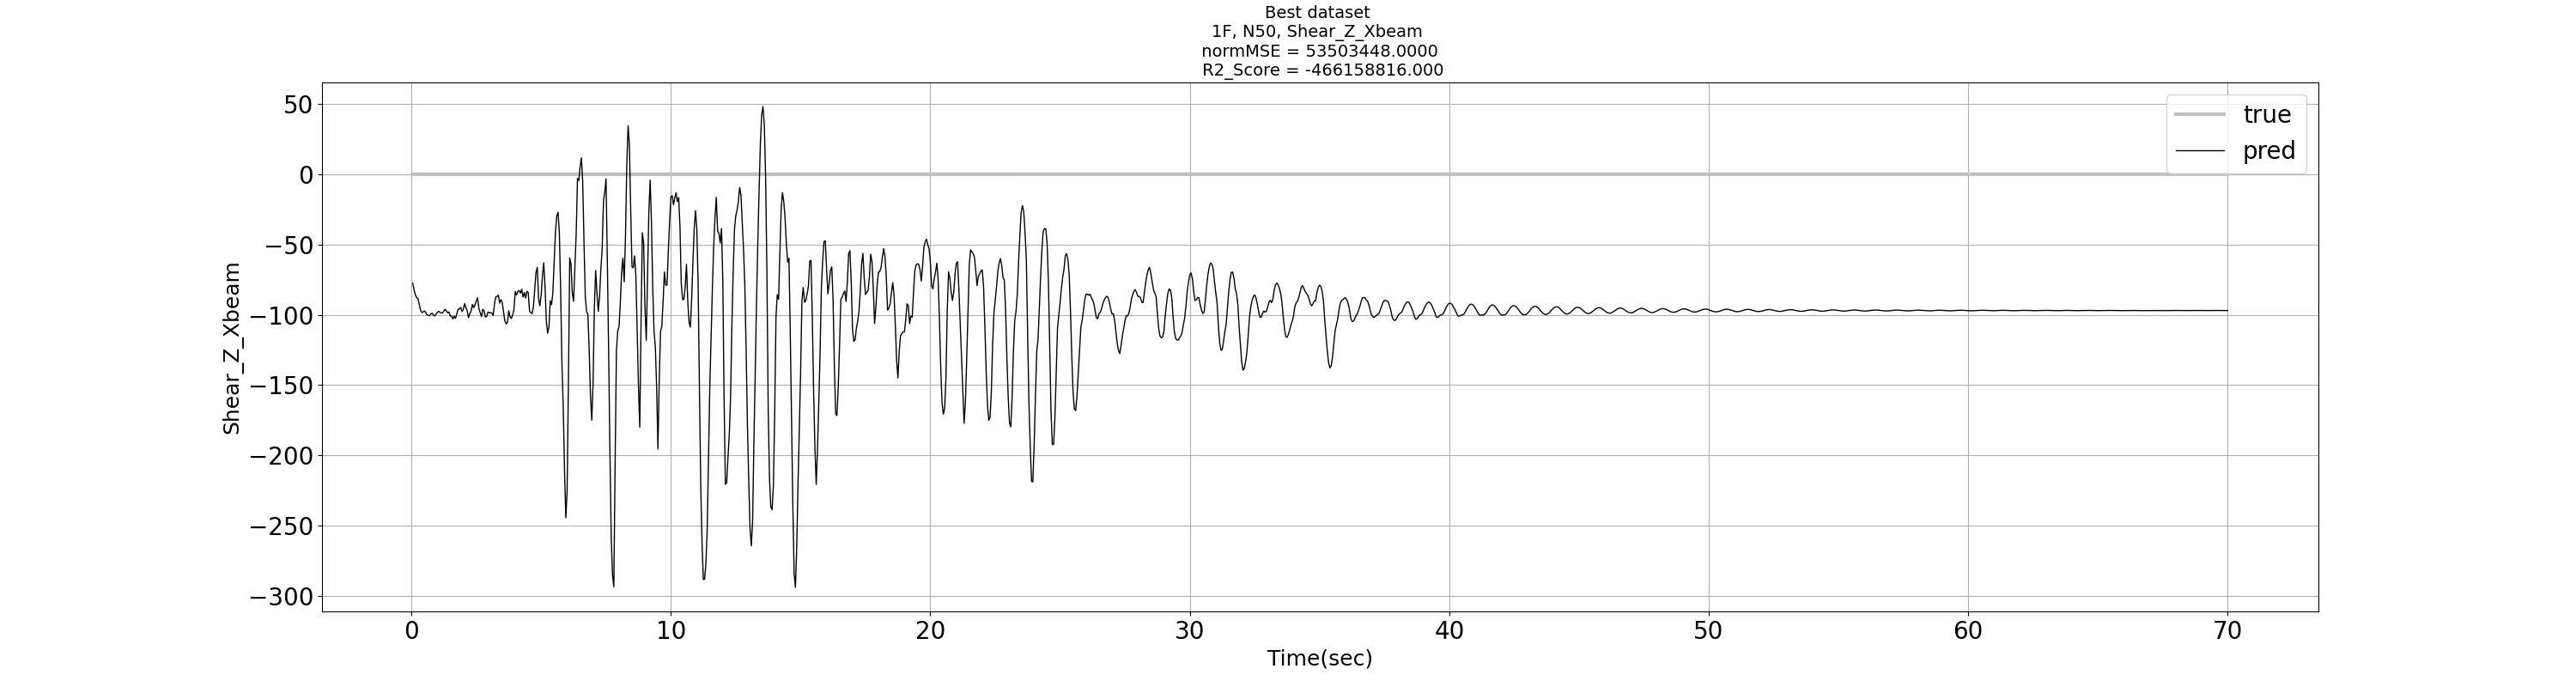 Best dataset
1F, N50, Shear_Z_Xbeam
normMSE = 53503448.0000
R2_Score = -466158816.000
true
pred
50
0
−50
−100
−150
−200
−250
−300
Shear_Z_Xbeam
0 10 20 30 40 50 60 70
Time(sec)